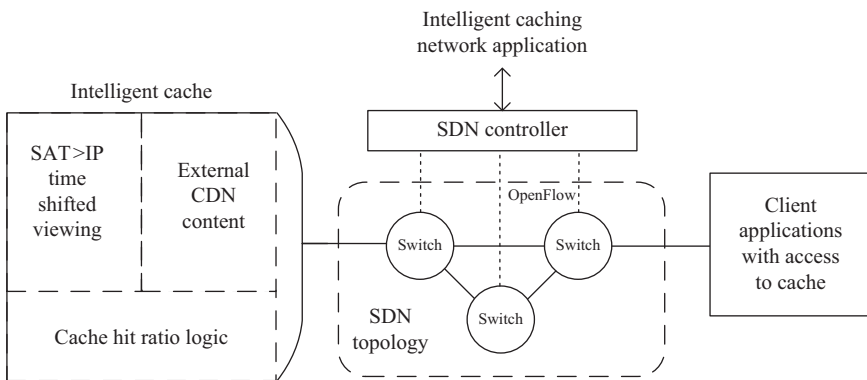 Intelligent caching
network application
Intelligent cache
SDN controller
SAT>IP
time
shifted
viewing
External
CDN
content
OpenFlow
Switch
Switch
Switch
SDN
topology
Client
applications
with access
to cache
Cache hit ratio logic